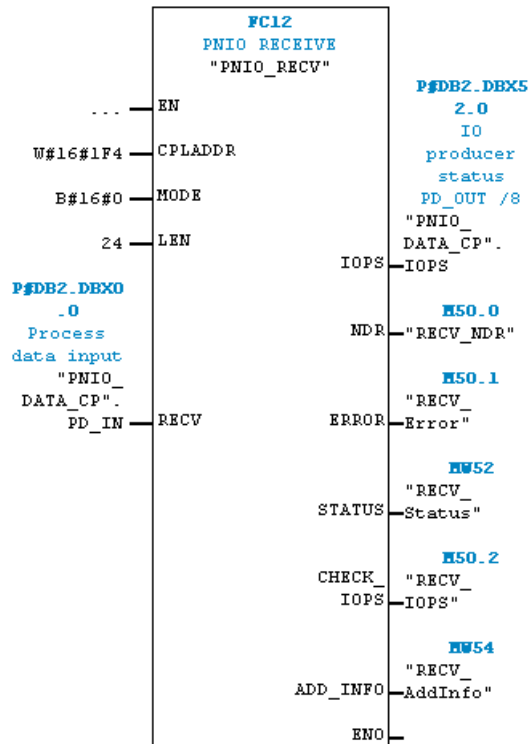 FC12
PNIO RECEIVE
"PNIO_RECV"
... EN
W#16#1F4 CPLADDR
B#16#0 MODE
24 LEN
P#DB2.DBX0
.0
Process
data input
"PNIO_
DATA_CP".
PD_IN RECV
P#DB2.DBX5
2.0
IO
producer
status
PD_OUT /8
"PNIO_
DATA_CP".
IOPS IOPS
M50.0
NDR "RECV_NDR"
M50.1
"RECV_
ERROR Error"
MW52
"RECV_
STATUS Status"
M50.2
CHECK_ "RECV_
IOPS IOPS"
MW54
"RECV_
ADD_INFO AddInfo"
ENO